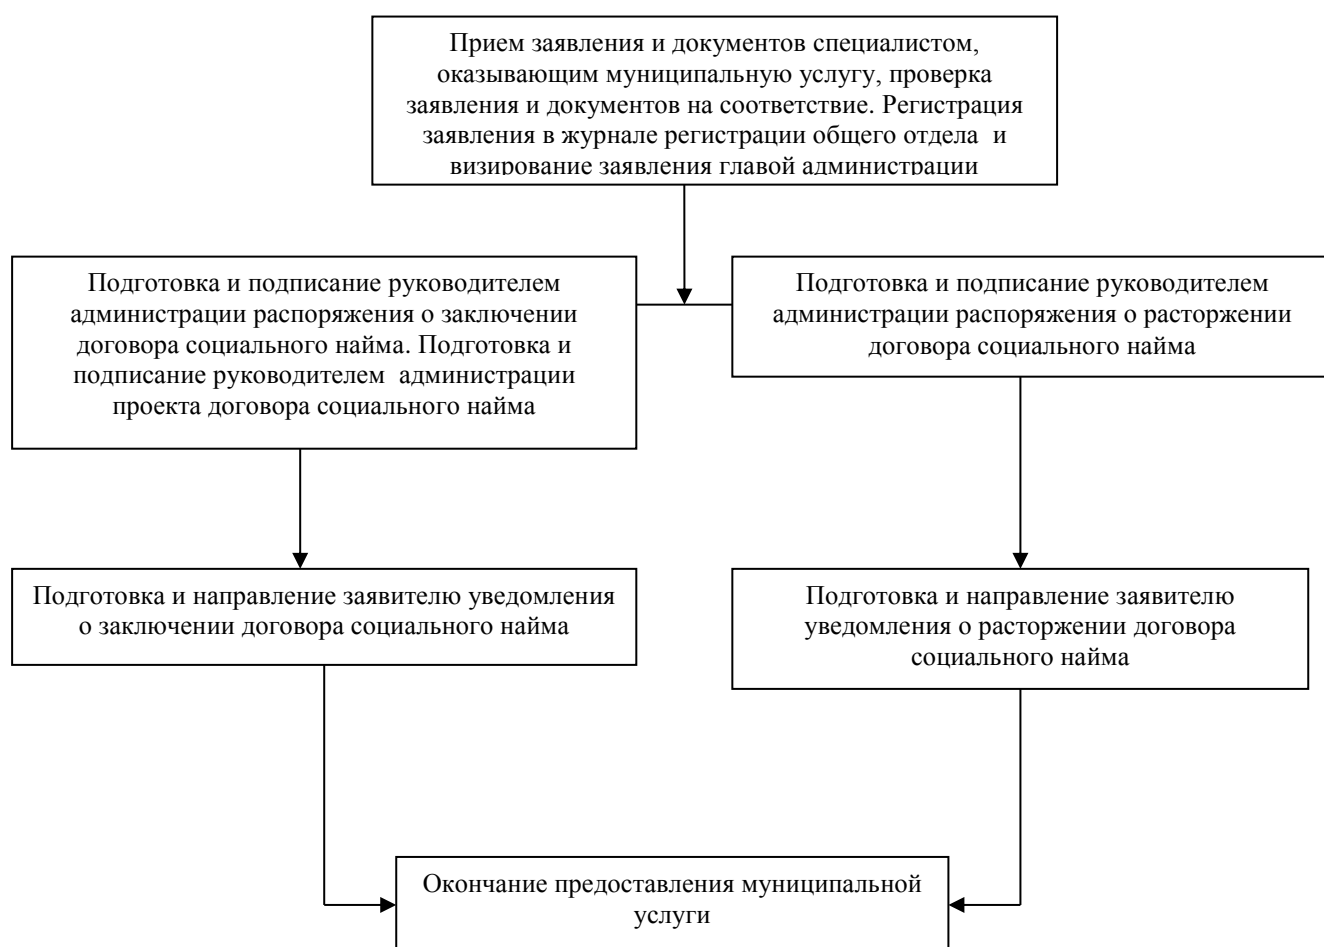 Прием заявления и документов специалистом,
оказывающим муниципальную услугу, проверка
заявления и документов на соответствие. Регистрация
заявления в журнале регистрации общего отдела  и
визирование заявления главой администрации
Подготовка и подписание руководителем
администрации распоряжения о заключении
договора социального найма. Подготовка и
подписание руководителем  администрации
проекта договора социального найма
Подготовка и подписание руководителем
администрации распоряжения о расторжении
договора социального найма
Подготовка и направление заявителю уведомления
о заключении договора социального найма
Подготовка и направление заявителю
уведомления о расторжении договора
социального найма
Окончание предоставления муниципальной
услуги